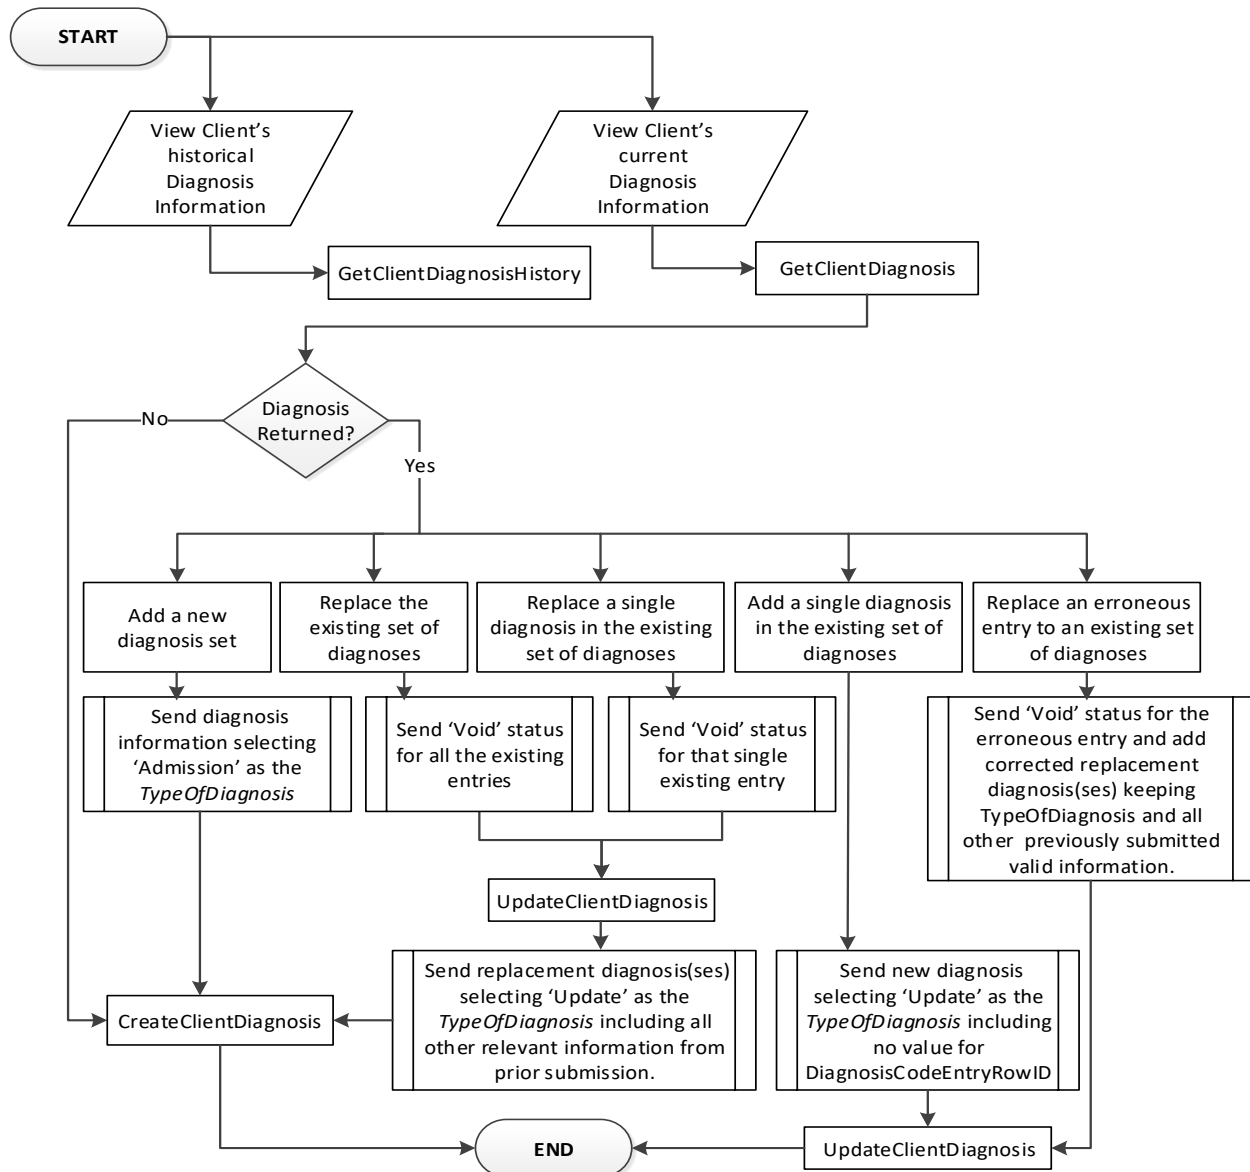 START
View Client’s
historical
Diagnosis
Information
View Client’s
current
Diagnosis
Information
GetClientDiagnosisHistory
GetClientDiagnosis
Diagnosis
Returned?
No
Yes
Add a new
diagnosis set
Replace the
existing set of
diagnoses
Replace a single
diagnosis in the existing
set of diagnoses
Add a single diagnosis
in the existing set of
diagnoses
Replace an erroneous
entry to an existing set
of diagnoses
Send diagnosis
information selecting
‘Admission’ as the
TypeOfDiagnosis
Send ‘Void’ status
for all the existing
entries
Send ‘Void’ status
for that single
existing entry
Send ‘Void’ status for the
erroneous entry and add
corrected replacement
diagnosis(ses) keeping
TypeOfDiagnosis and all
other previously submitted
valid information.
UpdateClientDiagnosis
CreateClientDiagnosis
Send replacement diagnosis(ses)
selecting ‘Update’ as the
TypeOfDiagnosis including all
other relevant information from
prior submission.
Send new diagnosis
selecting ‘Update’ as the
TypeOfDiagnosis including
no value for
DiagnosisCodeEntryRowID
END
UpdateClientDiagnosis